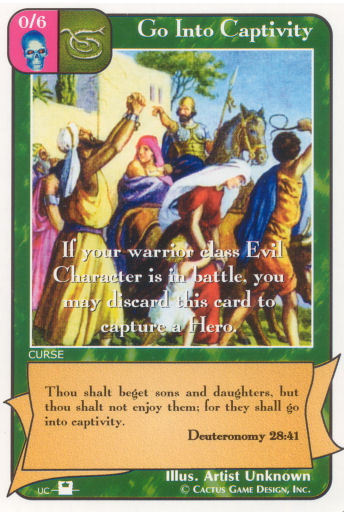 0/6
Go Into Captivity
If your warrior class Evil
Character is in battle, you
may discard this card to
capture a Hero.
CURSE
Thou shalt beget sons and daughters, but
thou shalt not enjoy them; for they shall go
into captivity.
Deuteronomy 28:41
Illus. Artist Unknown
UC
© CACTUS GAME DESIGN, INC.